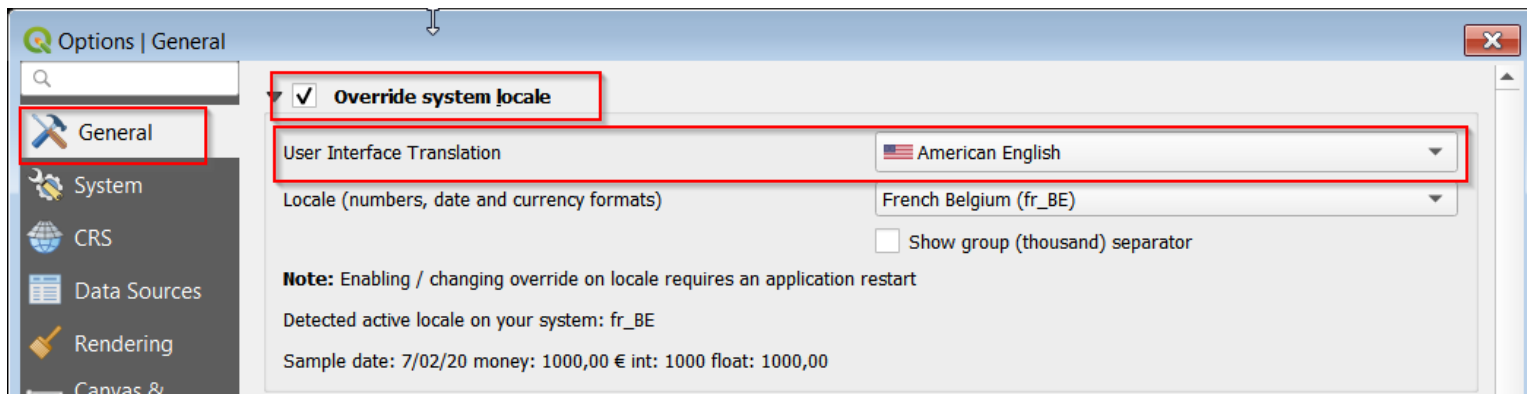 Options | General
General
System
CRS
Data Sources
Rendering
Canvas &
Override system locale
User Interface Translation
American English
Locale (numbers, date and currency formats)
French Belgium (fr_BE)
Show group (thousand) separator
Note: Enabling / changing override on locale requires an application restart
Detected active locale on your system: fr_BE
Sample date: 7/02/20 money: 1000,00 € int: 1000 float: 1000,00